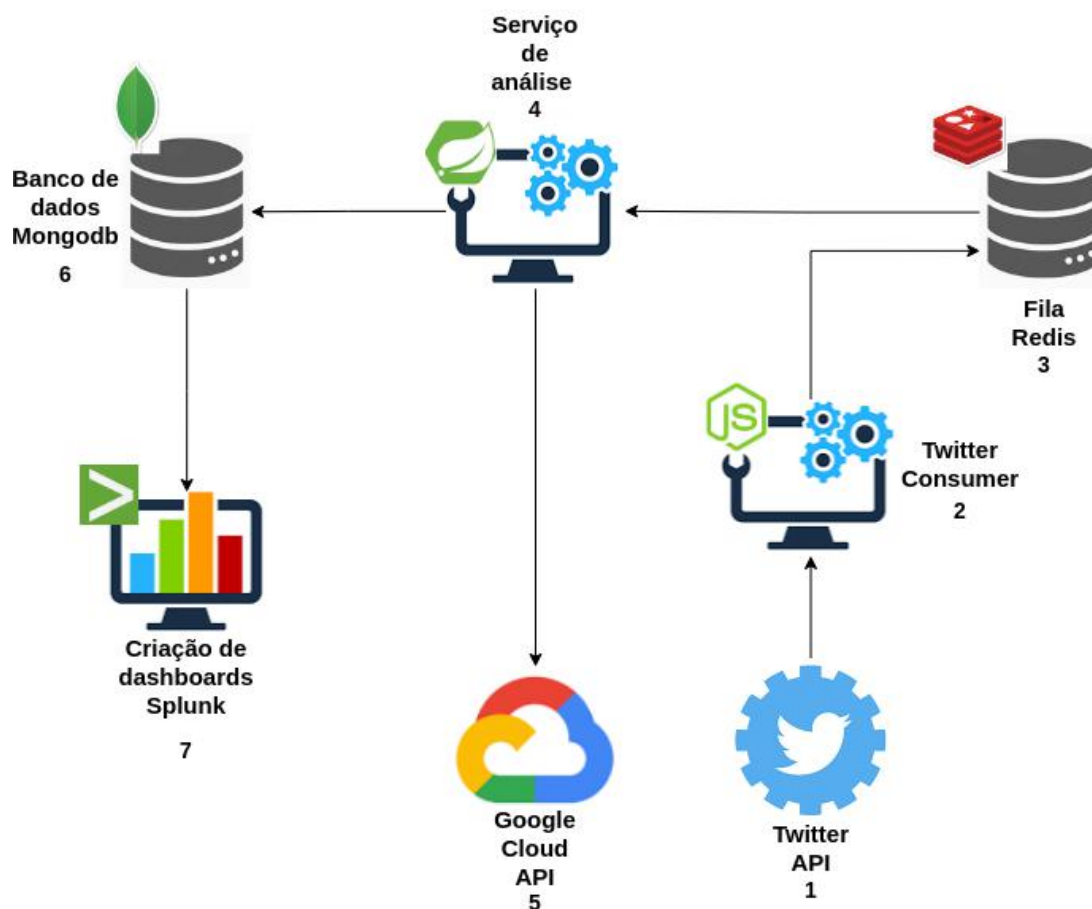 Serviço
de
análise
4
Banco de
dados
Mongodb
6
Fila
Redis
3
JS
Twitter
Consumer
2
Criação de
dashboards
Splunk
7
Google
Cloud
API
5
Twitter
API
1